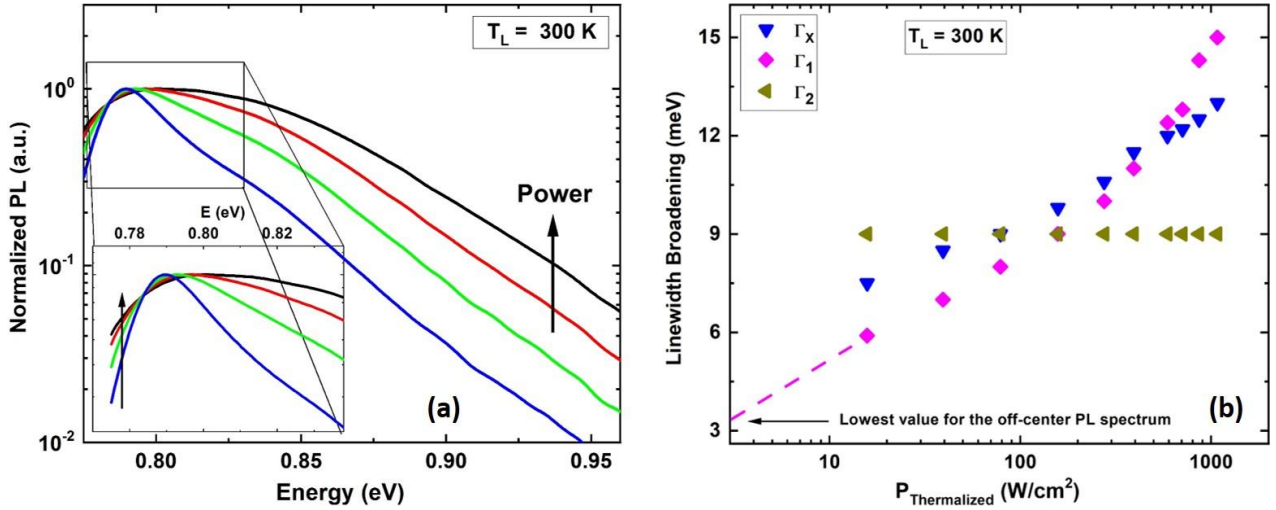 T_L = 300 K
10^0
10^-1
10^-2
Normalized PL (a.u.)
E (eV)
0.78 0.80 0.82
Power
(a)
0.80 0.85 0.90 0.95
Energy (eV)
Γ_X
Γ_1
Γ_2
T_L = 300 K
15
12
9
6
3
Linewidth Broadening (meV)
Lowest value for the off-center PL spectrum
(b)
10 100 1000
P_Thermalized (W/cm²)